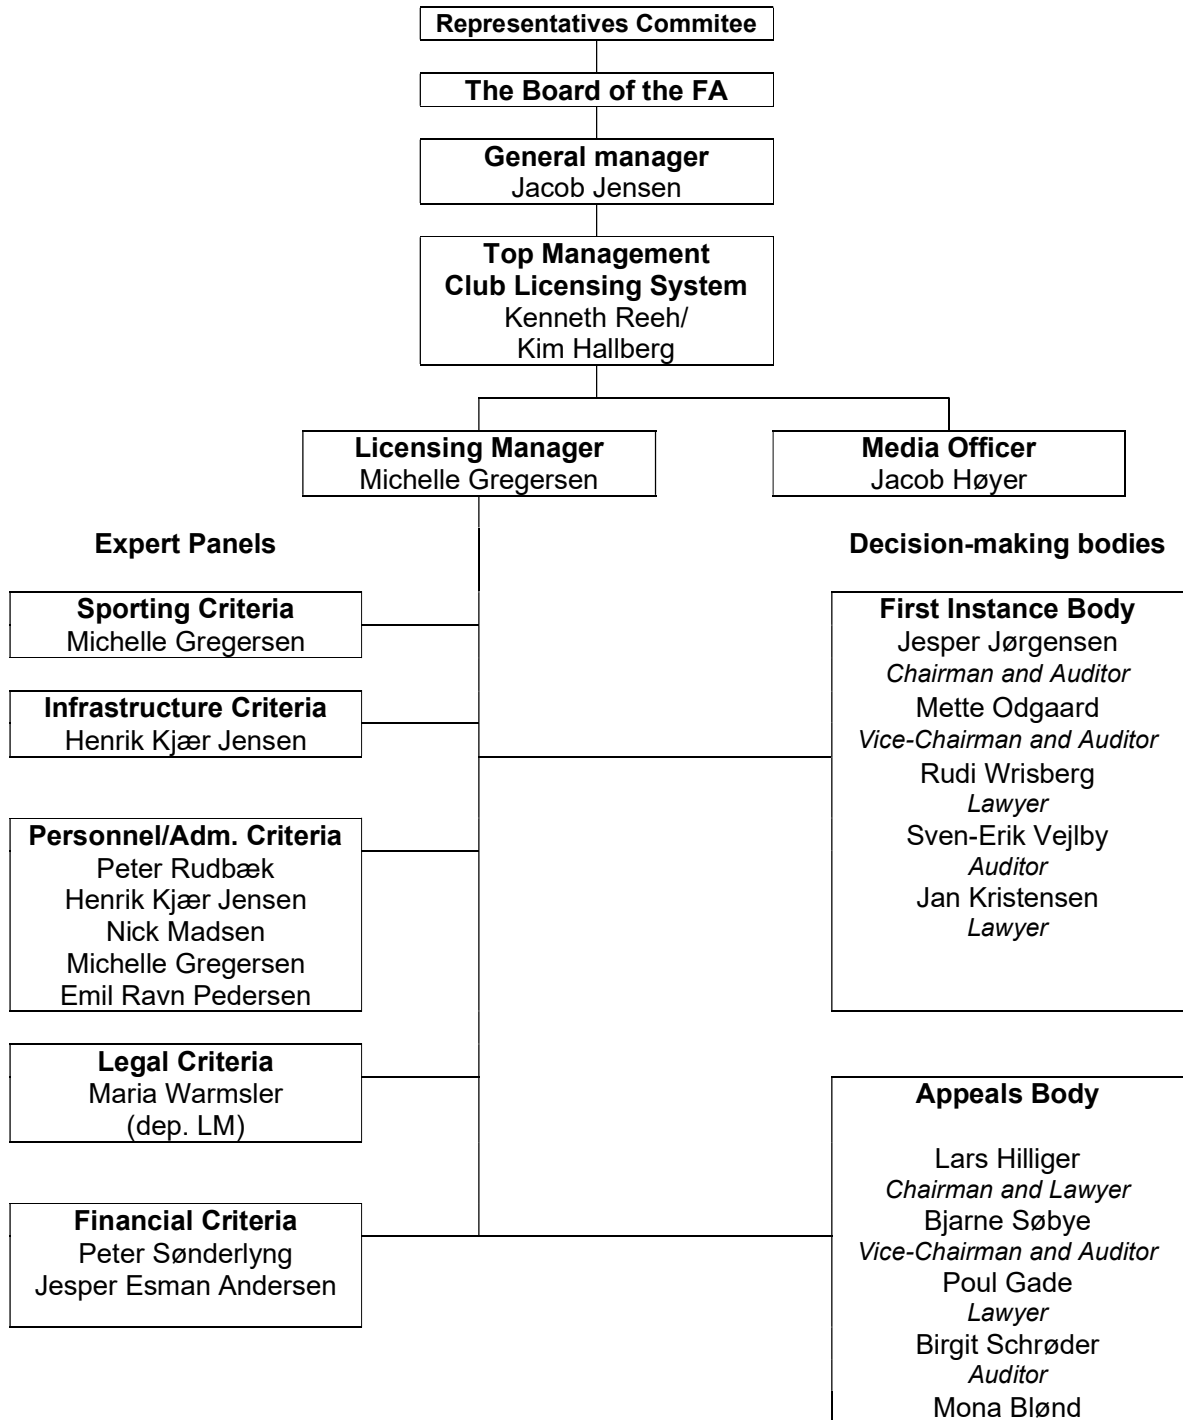 Representatives Commitee
The Board of the FA
General manager
Jacob Jensen
Top Management
Club Licensing System
Kenneth Reeh/
Kim Hallberg
Licensing Manager
Michelle Gregersen
Media Officer
Jacob Høyer
Expert Panels
Sporting Criteria
Michelle Gregersen
Infrastructure Criteria
Henrik Kjær Jensen
Personnel/Adm. Criteria
Peter Rudbæk
Henrik Kjær Jensen
Nick Madsen
Michelle Gregersen
Emil Ravn Pedersen
Legal Criteria
Maria Warmsler
(dep. LM)
Financial Criteria
Peter Sønderlyng
Jesper Esman Andersen
Decision-making bodies
First Instance Body
Jesper Jørgensen
Chairman and Auditor
Mette Odgaard
Vice-Chairman and Auditor
Rudi Wrisberg
Lawyer
Sven-Erik Vejlby
Auditor
Jan Kristensen
Lawyer
Appeals Body
Lars Hilliger
Chairman and Lawyer
Bjarne Søbye
Vice-Chairman and Auditor
Poul Gade
Lawyer
Birgit Schrøder
Auditor
Mona Blønd